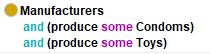 Manufacturers
and (produce some Condoms)
and (produce some Toys)